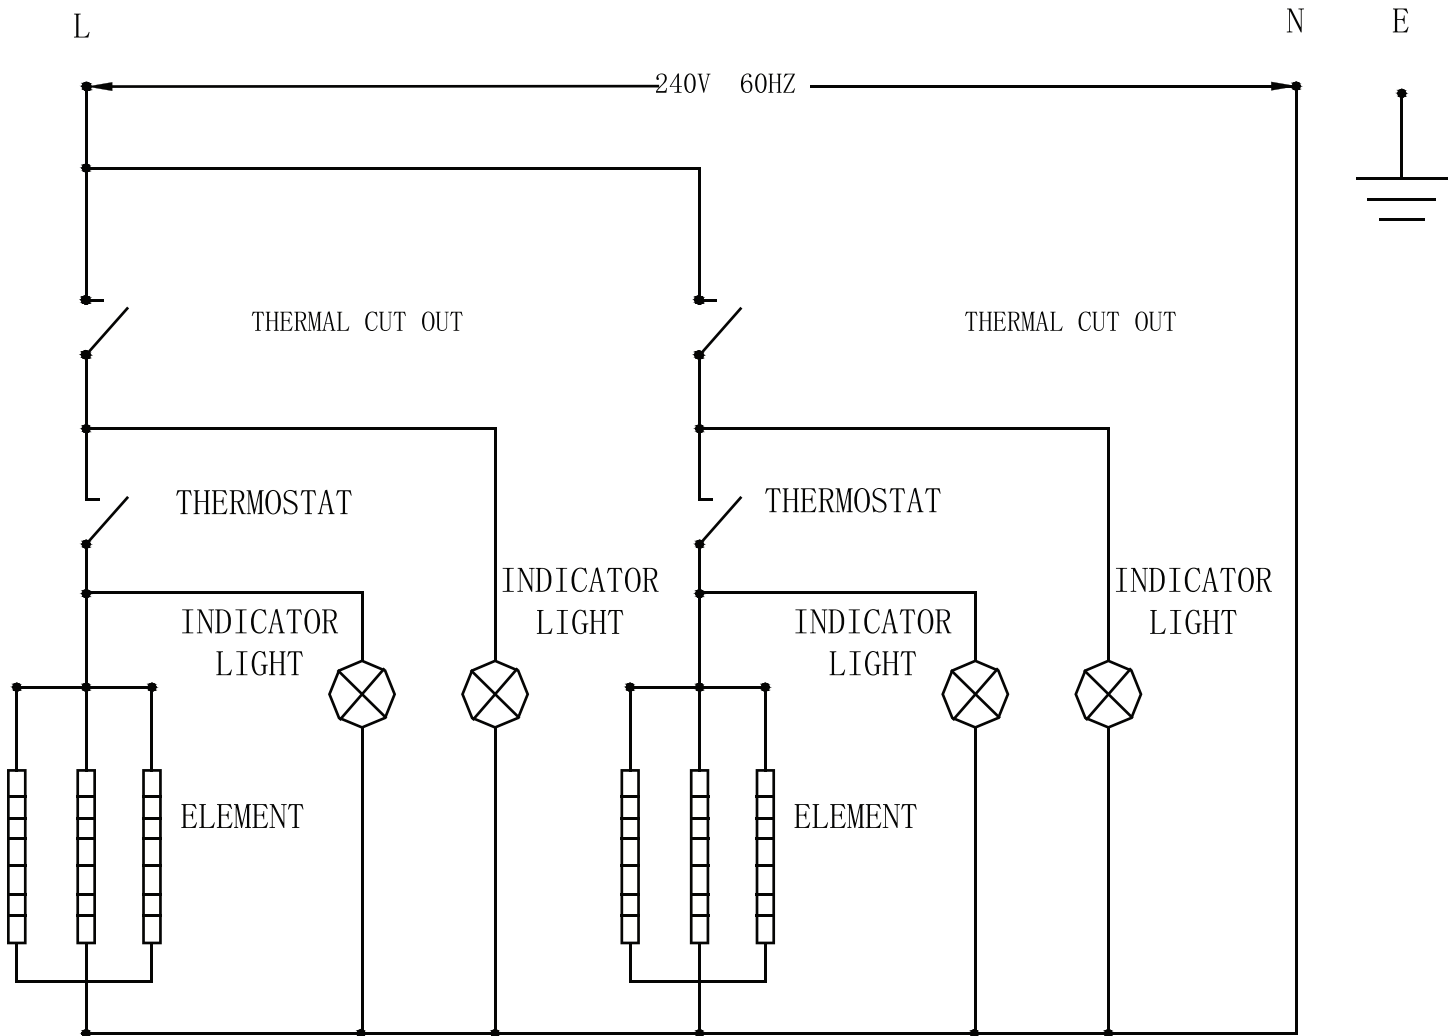 L
N
E
240V 60HZ
THERMAL CUT OUT
THERMAL CUT OUT
THERMOSTAT
THERMOSTAT
INDICATOR
LIGHT
INDICATOR
LIGHT
INDICATOR
LIGHT
INDICATOR
LIGHT
ELEMENT
ELEMENT